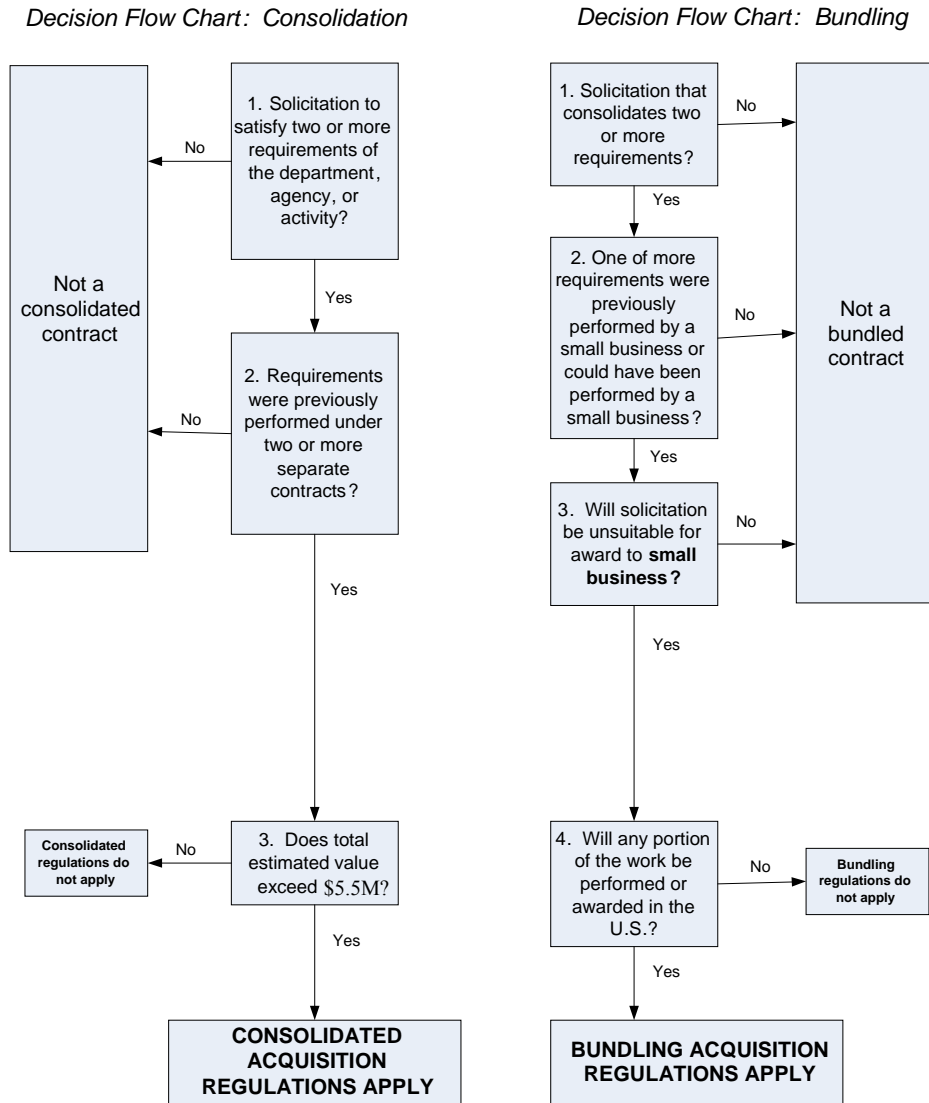 Decision Flow Chart: Consolidation
1. Solicitation to
satisfy two or more
requirements of
the department,
agency, or
activity?
No
Not a
consolidated
contract
Yes
2. Requirements
were previously
performed under
two or more
separate
contracts?
No
Yes
3. Does total
estimated value
exceed $5.5M?
No
Consolidated
regulations do
not apply
Yes
CONSOLIDATED
ACQUISITION
REGULATIONS APPLY
Decision Flow Chart: Bundling
1. Solicitation that
consolidates two
or more
requirements?
No
Yes
2. One of more
requirements were
previously
performed by a
small business or
could have been
performed by a
small business?
No
Not a
bundled
contract
Yes
3. Will solicitation
be unsuitable for
award to small
business?
No
Yes
4. Will any portion
of the work be
performed or
awarded in the
U.S.?
No
Bundling
regulations do
not apply
Yes
BUNDLING ACQUISITION
REGULATIONS APPLY